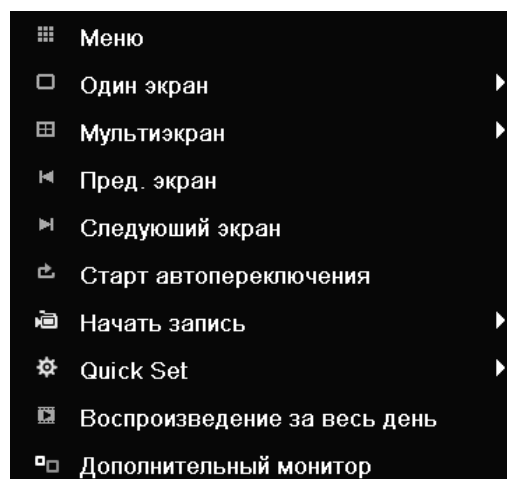 Меню
Один экран
Мультиэкран
Пред. экран
Следуюший экран
Старт автопереключения
Начать запись
Quick Set
Воспроизведение за весь день
Дополнительный монитор